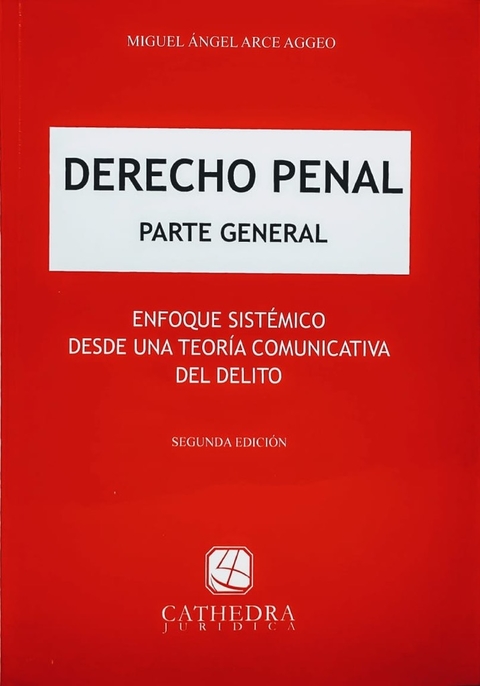 MIGUEL ÁNGEL ARCE AGGEO
DERECHO PENAL
PARTE GENERAL
ENFOQUE SISTÉMICO
DESDE UNA TEORÍA COMUNICATIVA
DEL DELITO
SEGUNDA EDICIÓN
CATHEDRA
JURÍDICA